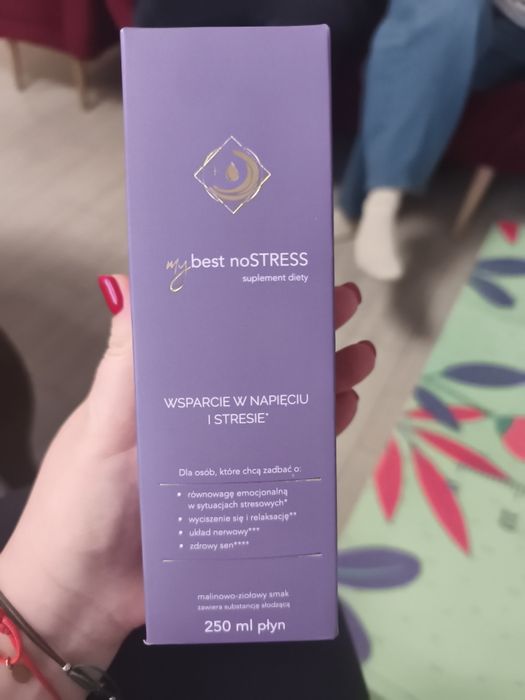 my best noSTRESS
suplement diety
WSPARCIE W NAPIĘCIU
I STRESIE*
Dla osób, które chcą zadbać o:
• równowagę emocjonalną
w sytuacjach stresowych*
• wyciszenie się i relaksację**
• układ nerwowy***
• zdrowy sen****
malinowo-ziołowy smak
zawiera substancję słodzącą
250 ml płyn